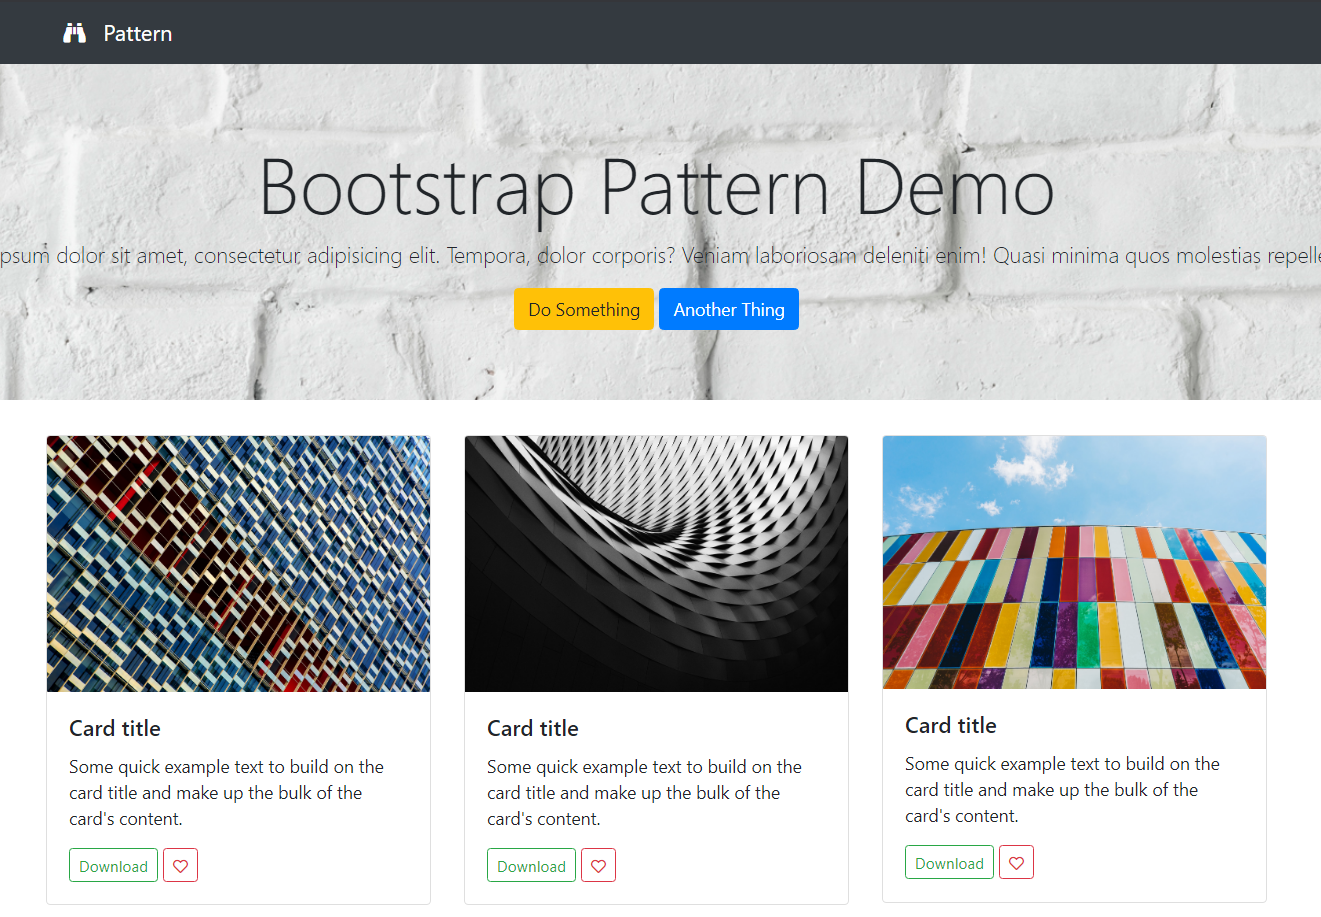 Pattern
Bootstrap Pattern Demo
psum dolor sit amet, consectetur adipisicing elit. Tempora, dolor corporis? Veniam laboriosam deleniti enim! Quasi minima quos molestias repelle
Do Something Another Thing
Card title
Some quick example text to build on the
card title and make up the bulk of the
card's content.
Download
Card title
Some quick example text to build on the
card title and make up the bulk of the
card's content.
Download
Card title
Some quick example text to build on the
card title and make up the bulk of the
card's content.
Download